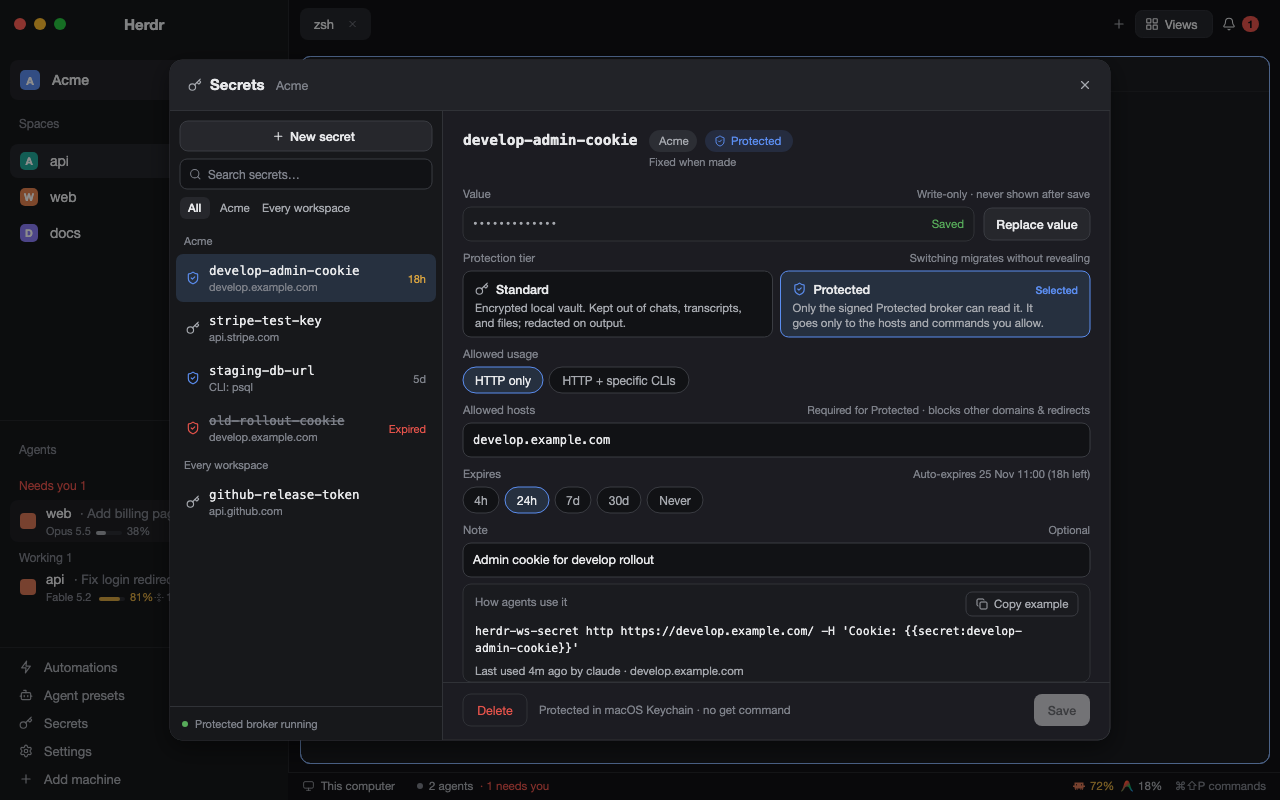 Herdr
zsh
Views
1
A Acme
Spaces
A api
W web
D docs
Agents
Needs you 1
web · Add billing pag
Opus 5.5 38%
Working 1
api · Fix login redirec
Fable 5.2 81%
Automations
Agent presets
Secrets
Settings
Add machine
Secrets Acme
New secret
Search secrets…
All Acme Every workspace
Acme
develop-admin-cookie
develop.example.com
18h
stripe-test-key
api.stripe.com
staging-db-url
CLI: psql
5d
old-rollout-cookie
develop.example.com
Expired
Every workspace
github-release-token
api.github.com
Protected broker running
develop-admin-cookie Acme Protected
Fixed when made
Value Write-only · never shown after save
••••••••••••• Saved Replace value
Protection tier Switching migrates without revealing
Standard
Encrypted local vault. Kept out of chats, transcripts,
and files; redacted on output.
Protected Selected
Only the signed Protected broker can read it. It
goes only to the hosts and commands you allow.
Allowed usage
HTTP only HTTP + specific CLIs
Allowed hosts Required for Protected · blocks other domains & redirects
develop.example.com
Expires Auto-expires 25 Nov 11:00 (18h left)
4h 24h 7d 30d Never
Note Optional
Admin cookie for develop rollout
How agents use it Copy example
herdr-ws-secret http https://develop.example.com/ -H 'Cookie: {{secret:develop-
admin-cookie}}'
Last used 4m ago by claude · develop.example.com
Delete Protected in macOS Keychain · no get command Save
This computer 2 agents · 1 needs you
72% 18% ⌘⇧P commands